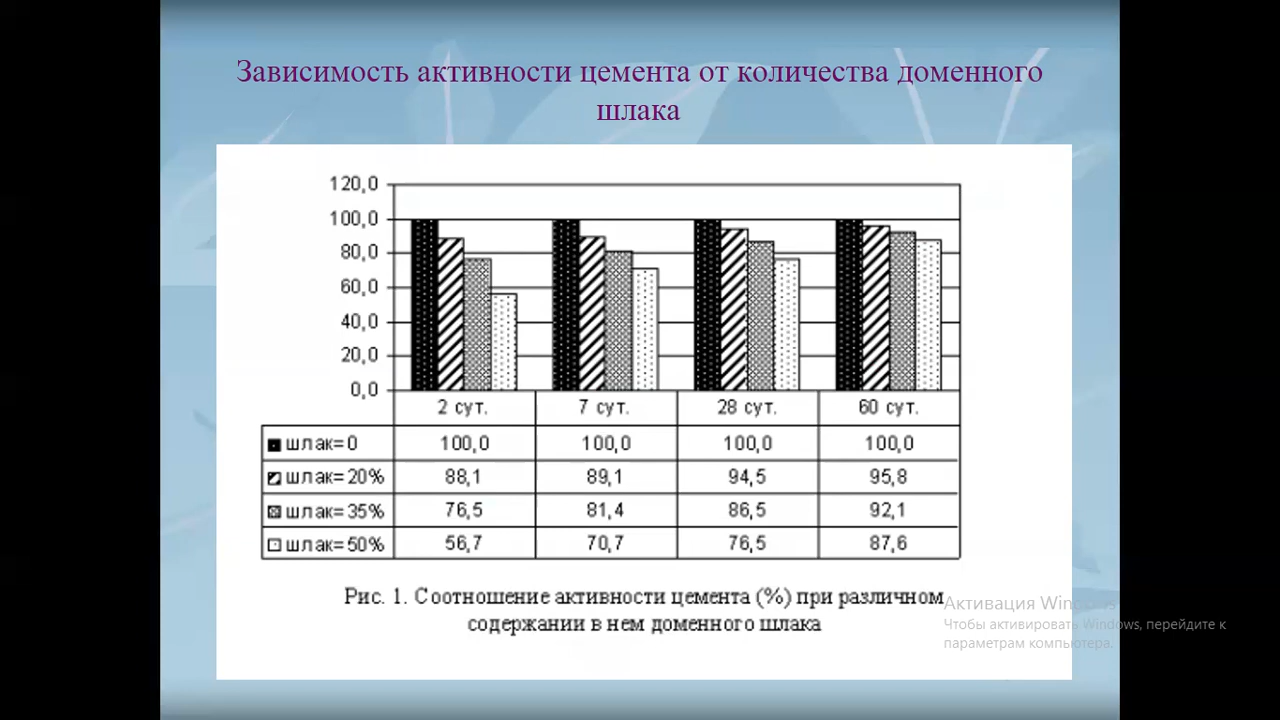 Зависимость активности цемента от количества доменного
шлака
120,0
100,0
80,0
60,0
40,0
20,0
0,0
2 сут. 7 сут. 28 сут. 60 сут.
шлак=0 100,0 100,0 100,0 100,0
шлак=20% 88,1 89,1 94,5 95,8
шлак=35% 76,5 81,4 86,5 92,1
шлак=50% 56,7 70,7 76,5 87,6
Рис. 1. Соотношение активности цемента (%) при различном
содержании в нем доменного шлака
Активация Windows
Чтобы активировать Windows, перейдите к
параметрам компьютера.